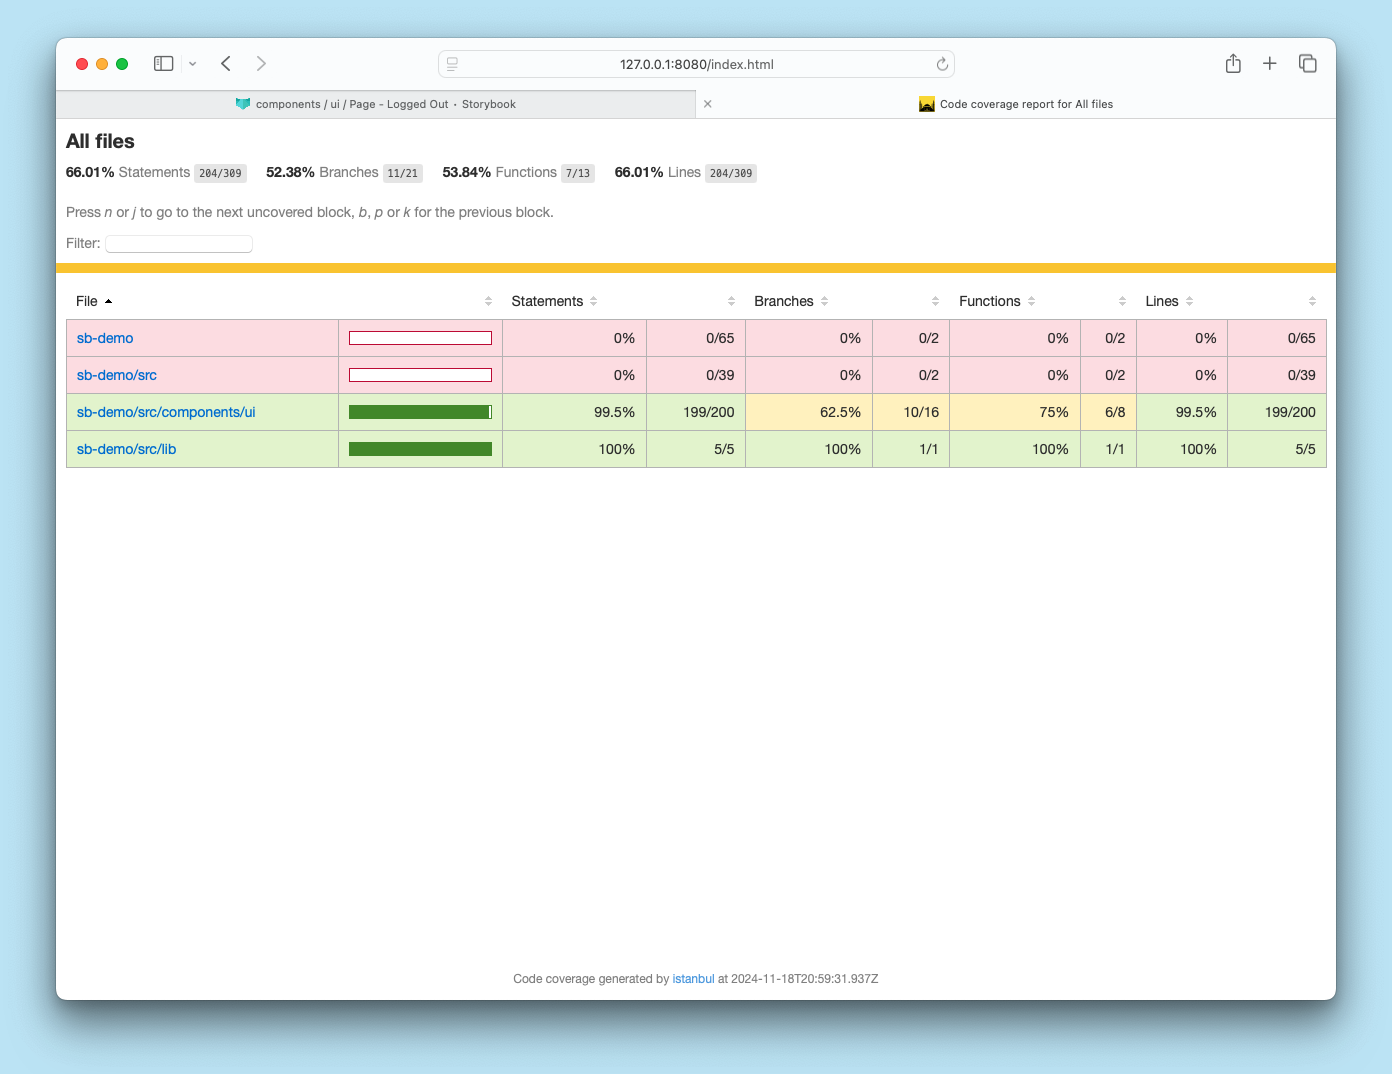 127.0.0.1:8080/index.html
components / ui / Page - Logged Out · Storybook
Code coverage report for All files
All files
66.01% Statements 204/309 52.38% Branches 11/21 53.84% Functions 7/13 66.01% Lines 204/309
Press n or j to go to the next uncovered block, b, p or k for the previous block.
Filter:
File Statements Branches Functions Lines
sb-demo 0% 0/65 0% 0/2 0% 0/2 0% 0/65
sb-demo/src 0% 0/39 0% 0/2 0% 0/2 0% 0/39
sb-demo/src/components/ui 99.5% 199/200 62.5% 10/16 75% 6/8 99.5% 199/200
sb-demo/src/lib 100% 5/5 100% 1/1 100% 1/1 100% 5/5
Code coverage generated by istanbul at 2024-11-18T20:59:31.937Z